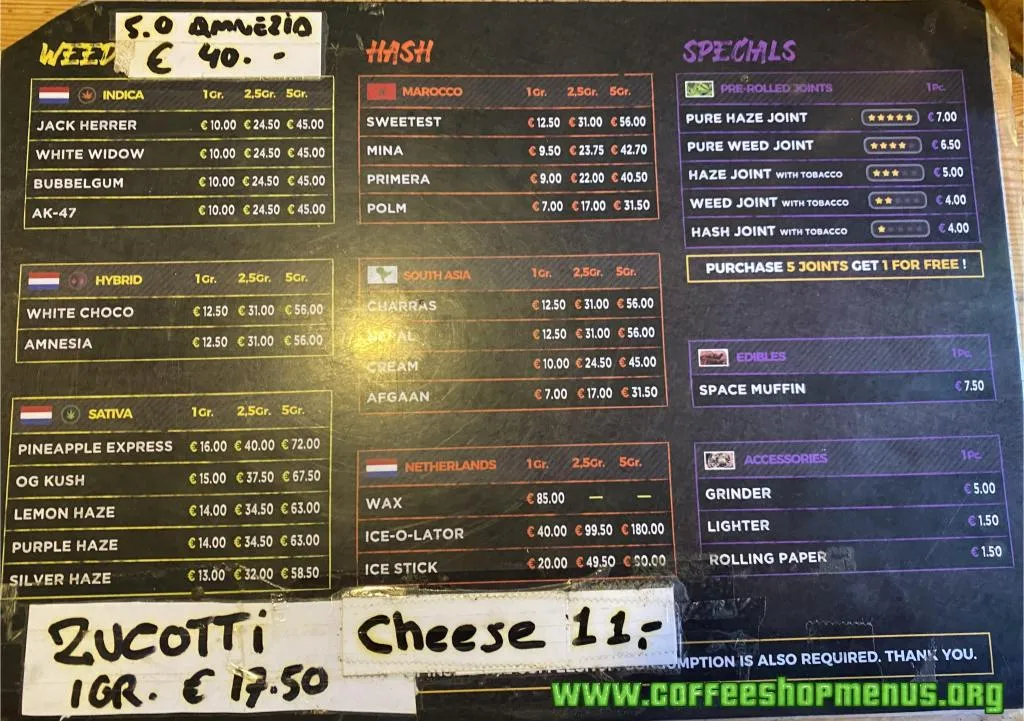 5.0 AMNEZIA
€ 40.-
WEED
INDICA 1Gr. 2,5Gr. 5Gr.
JACK HERRER € 10.00 € 24.50 € 45.00
WHITE WIDOW € 10.00 € 24.50 € 45.00
BUBBELGUM € 10.00 € 24.50 € 45.00
AK-47 € 10.00 € 24.50 € 45.00
HYBRID 1Gr. 2,5Gr. 5Gr.
WHITE CHOCO € 12.50 € 31.00 € 56.00
AMNESIA € 12.50 € 31.00 € 56.00
SATIVA 1Gr. 2,5Gr. 5Gr.
PINEAPPLE EXPRESS € 16.00 € 40.00 € 72.00
OG KUSH € 15.00 € 37.50 € 67.50
LEMON HAZE € 14.00 € 34.50 € 63.00
PURPLE HAZE € 14.00 € 34.50 € 63.00
SILVER HAZE € 13.00 € 32.00 € 58.50
ZUCOTTi
1GR. € 17.50
HASH
MAROCCO 1Gr. 2,5Gr. 5Gr.
SWEETEST € 12.50 € 31.00 € 56.00
MINA € 9.50 € 23.75 € 42.70
PRIMERA € 9.00 € 22.00 € 40.50
POLM € 7.00 € 17.00 € 31.50
SOUTH ASIA 1Gr. 2,5Gr. 5Gr.
CHARRAS € 12.50 € 31.00 € 56.00
NEPAL € 12.50 € 31.00 € 56.00
CREAM € 10.00 € 24.50 € 45.00
AFGAAN € 7.00 € 17.00 € 31.50
NETHERLANDS 1Gr. 2,5Gr. 5Gr.
WAX € 85.00 — —
ICE-O-LATOR € 40.00 € 99.50 € 180.00
ICE STICK € 20.00 € 49.50 € 90.00
Cheese 11,-
SPECIALS
PRE-ROLLED JOINTS 1Pc.
PURE HAZE JOINT ★★★★★ € 7.00
PURE WEED JOINT ★★★★ € 6.50
HAZE JOINT WITH TOBACCO ★★★ € 5.00
WEED JOINT WITH TOBACCO ★★ € 4.00
HASH JOINT WITH TOBACCO ★ € 4.00
PURCHASE 5 JOINTS GET 1 FOR FREE !
EDIBLES 1Pc.
SPACE MUFFIN € 7.50
ACCESSORIES 1Pc.
GRINDER € 5.00
LIGHTER € 1.50
ROLLING PAPER € 1.50
UMPTION IS ALSO REQUIRED. THANK YOU.
www.coffeeshopmenus.org